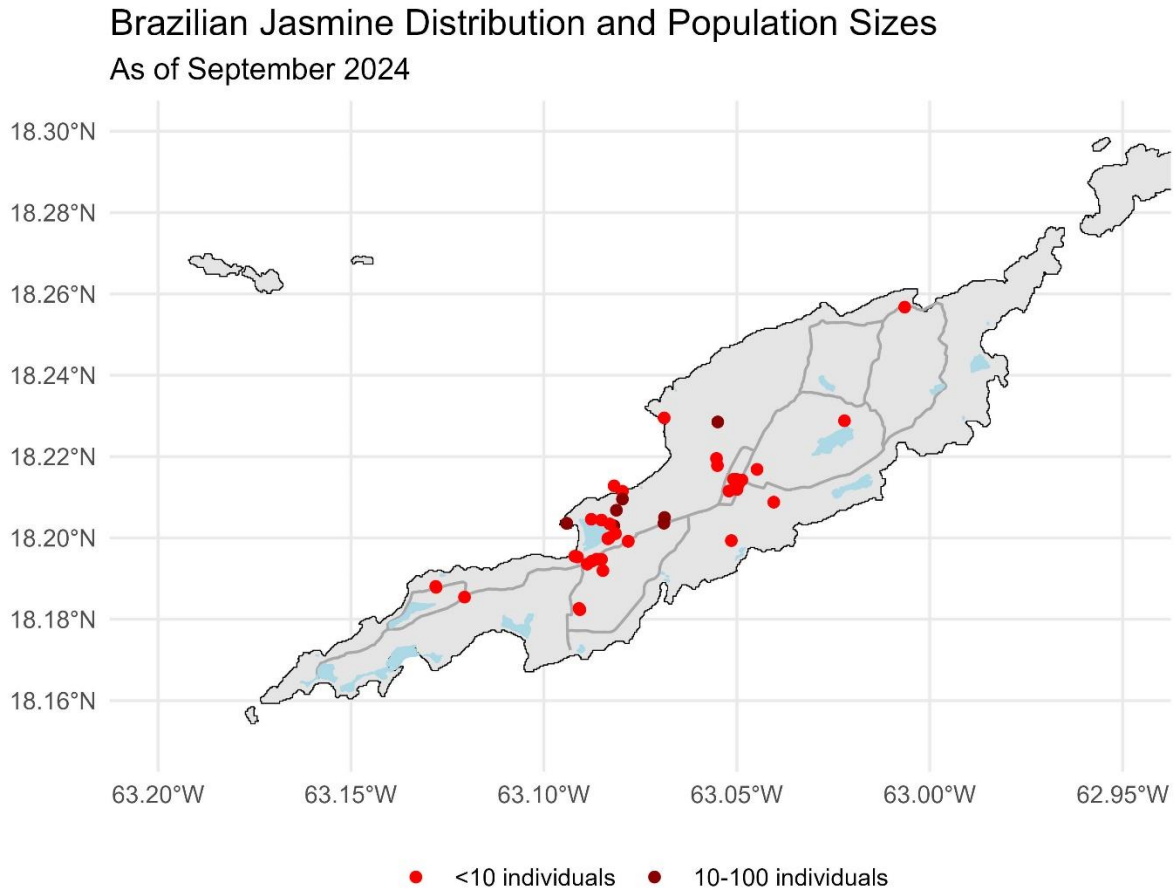 Brazilian Jasmine Distribution and Population Sizes
As of September 2024
18.30°N
18.28°N
18.26°N
18.24°N
18.22°N
18.20°N
18.18°N
18.16°N
63.20°W 63.15°W 63.10°W 63.05°W 63.00°W 62.95°W
<10 individuals 10-100 individuals